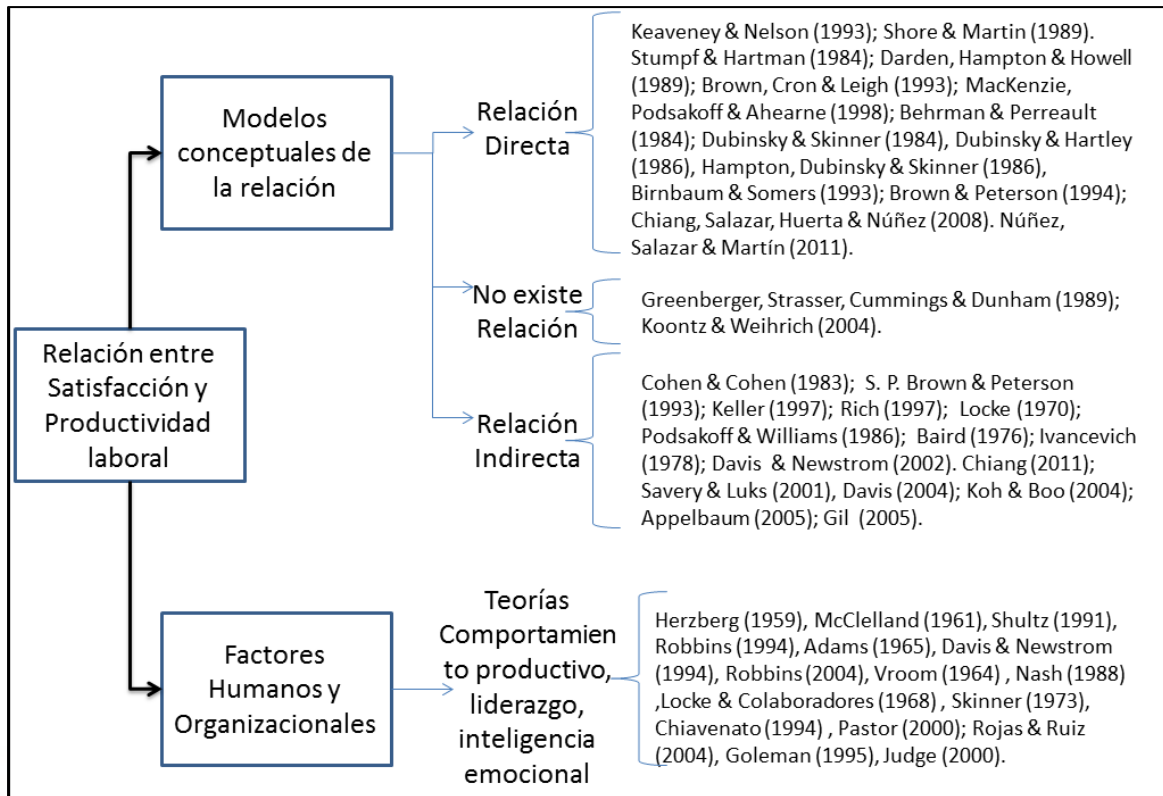 Relación entre
Satisfacción y
Productividad
laboral
Modelos
conceptuales de
la relación
Relación
Directa
Keaveney & Nelson (1993); Shore & Martin (1989).
Stumpf & Hartman (1984); Darden, Hampton & Howell
(1989); Brown, Cron & Leigh (1993); MacKenzie,
Podsakoff & Ahearne (1998); Behrman & Perreault
(1984); Dubinsky & Skinner (1984), Dubinsky & Hartley
(1986), Hampton, Dubinsky & Skinner (1986),
Birnbaum & Somers (1993); Brown & Peterson (1994);
Chiang, Salazar, Huerta & Núñez (2008). Núñez,
Salazar & Martín (2011).
No existe
Relación
Greenberger, Strasser, Cummings & Dunham (1989);
Koontz & Weihrich (2004).
Relación
Indirecta
Cohen & Cohen (1983); S. P. Brown & Peterson
(1993); Keller (1997); Rich (1997); Locke (1970);
Podsakoff & Williams (1986); Baird (1976); Ivancevich
(1978); Davis & Newstrom (2002). Chiang (2011);
Savery & Luks (2001), Davis (2004); Koh & Boo (2004);
Appelbaum (2005); Gil (2005).
Factores
Humanos y
Organizacionales
Teorías
Comportamien
to productivo,
liderazgo,
inteligencia
emocional
Herzberg (1959), McClelland (1961), Shultz (1991),
Robbins (1994), Adams (1965), Davis & Newstrom
(1994), Robbins (2004), Vroom (1964) , Nash (1988)
,Locke & Colaboradores (1968) , Skinner (1973),
Chiavenato (1994) , Pastor (2000); Rojas & Ruiz
(2004), Goleman (1995), Judge (2000).